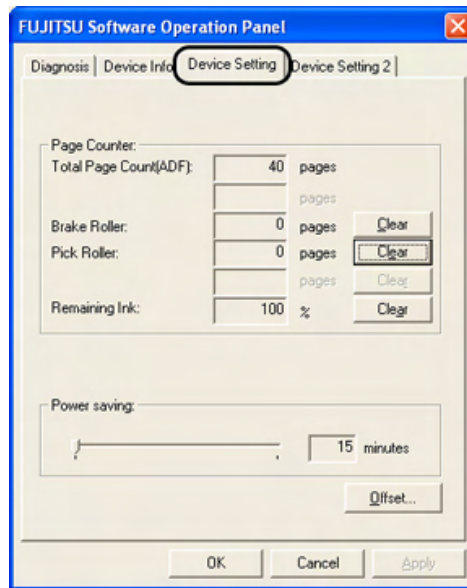 FUJITSU Software Operation Panel
Diagnosis Device Info Device Setting Device Setting 2
Page Counter:
Total Page Count(ADF): 40 pages
pages
Brake Roller: 0 pages Clear
Pick Roller: 0 pages Clear
pages Clear
Remaining Ink: 100 % Clear
Power saving:
15 minutes
Offset...
OK Cancel Apply